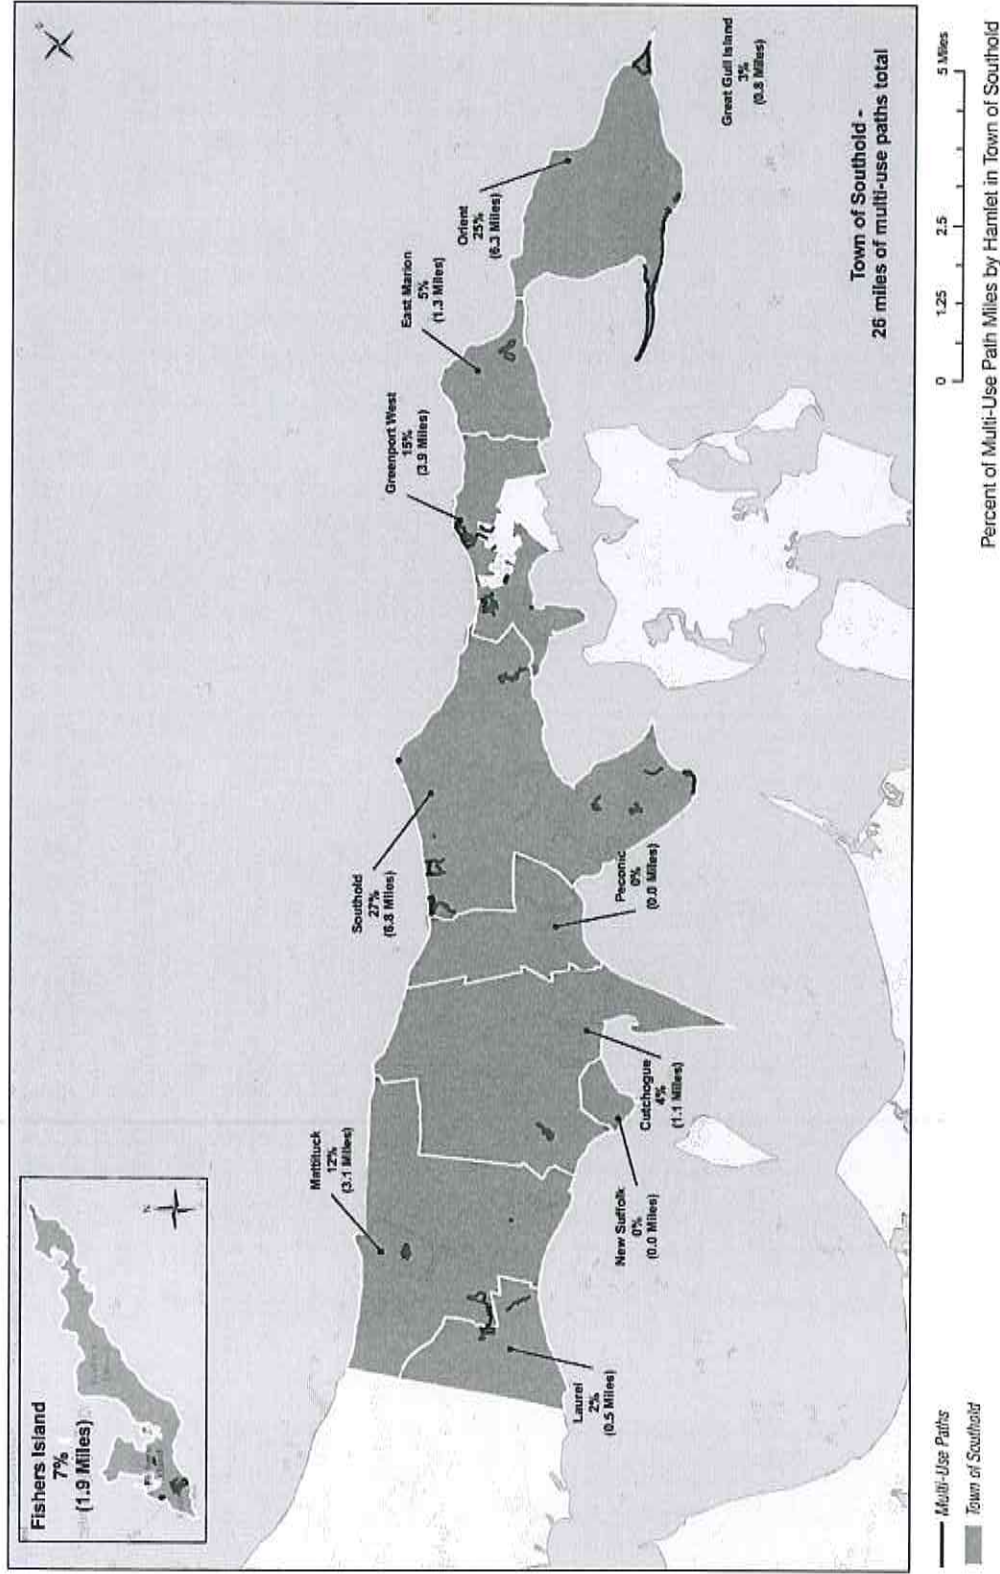 Fishers Island
7%
(1.9 Miles)
N
Mattituck
12%
(3.1 Miles)
Laurel
2%
(0.5 Miles)
New Suffolk
0%
(0.0 Miles)
Cutchogue
4%
(1.1 Miles)
Peconic
0%
(0.0 Miles)
Southold
27%
(6.8 Miles)
Greenport West
15%
(3.9 Miles)
East Marion
5%
(1.3 Miles)
Orient
25%
(6.3 Miles)
Great Gull Island
3%
(0.8 Miles)
Town of Southold -
26 miles of multi-use paths total
Multi-Use Paths
Town of Southold
0 1.25 2.5 5 Miles
Percent of Multi-Use Path Miles by Hamlet in Town of Southold